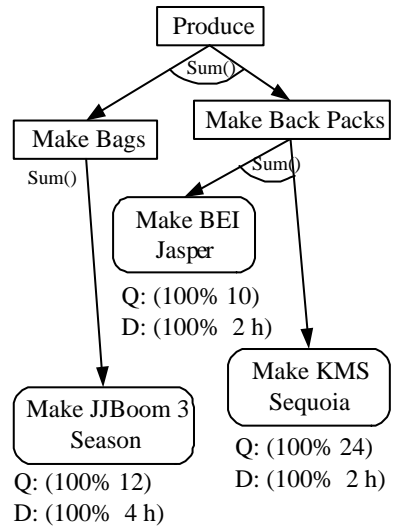 Produce
Sum()
Make Bags
Make Back Packs
Sum()
Sum()
Make BEI
Jasper
Q: (100% 10)
D: (100% 2 h)
Make KMS
Sequoia
Make JJBoom 3
Season
Q: (100% 24)
D: (100% 2 h)
Q: (100% 12)
D: (100% 4 h)